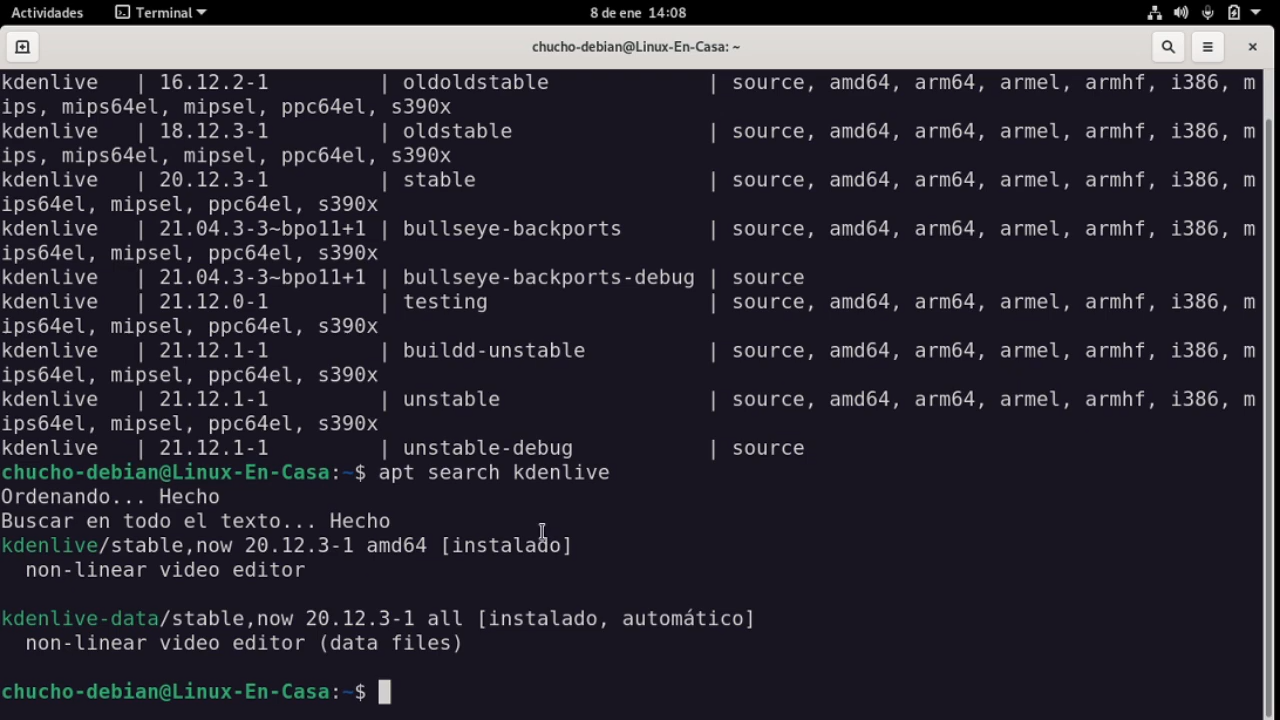 Actividades Terminal 8 de ene 14:08
chucho-debian@Linux-En-Casa: ~
kdenlive | 16.12.2-1 | oldoldstable | source, amd64, arm64, armel, armhf, i386, m
ips, mips64el, mipsel, ppc64el, s390x
kdenlive | 18.12.3-1 | oldstable | source, amd64, arm64, armel, armhf, i386, m
ips, mips64el, mipsel, ppc64el, s390x
kdenlive | 20.12.3-1 | stable | source, amd64, arm64, armel, armhf, i386, m
ips64el, mipsel, ppc64el, s390x
kdenlive | 21.04.3-3~bpo11+1 | bullseye-backports | source, amd64, arm64, armel, armhf, i386, m
ips64el, mipsel, ppc64el, s390x
kdenlive | 21.04.3-3~bpo11+1 | bullseye-backports-debug | source
kdenlive | 21.12.0-1 | testing | source, amd64, arm64, armel, armhf, i386, m
ips64el, mipsel, ppc64el, s390x
kdenlive | 21.12.1-1 | buildd-unstable | source, amd64, arm64, armel, armhf, i386, m
ips64el, mipsel, ppc64el, s390x
kdenlive | 21.12.1-1 | unstable | source, amd64, arm64, armel, armhf, i386, m
ips64el, mipsel, ppc64el, s390x
kdenlive | 21.12.1-1 | unstable-debug | source
chucho-debian@Linux-En-Casa:~$ apt search kdenlive
Ordenando... Hecho
Buscar en todo el texto... Hecho
kdenlive/stable,now 20.12.3-1 amd64 [instalado]
non-linear video editor
kdenlive-data/stable,now 20.12.3-1 all [instalado, automático]
non-linear video editor (data files)
chucho-debian@Linux-En-Casa:~$